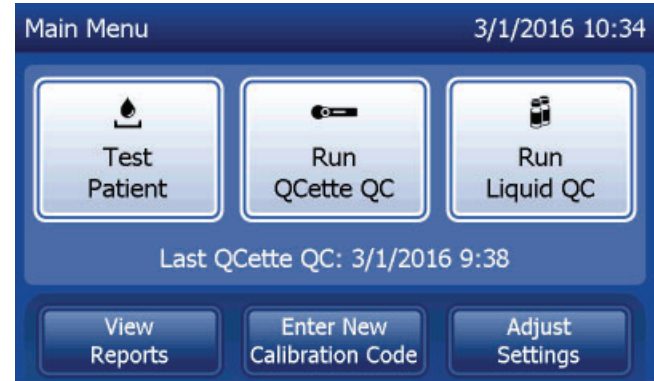 Main Menu 3/1/2016 10:34
Test Patient
Run QCette QC
Run Liquid QC
Last QCette QC: 3/1/2016 9:38
View Reports
Enter New Calibration Code
Adjust Settings